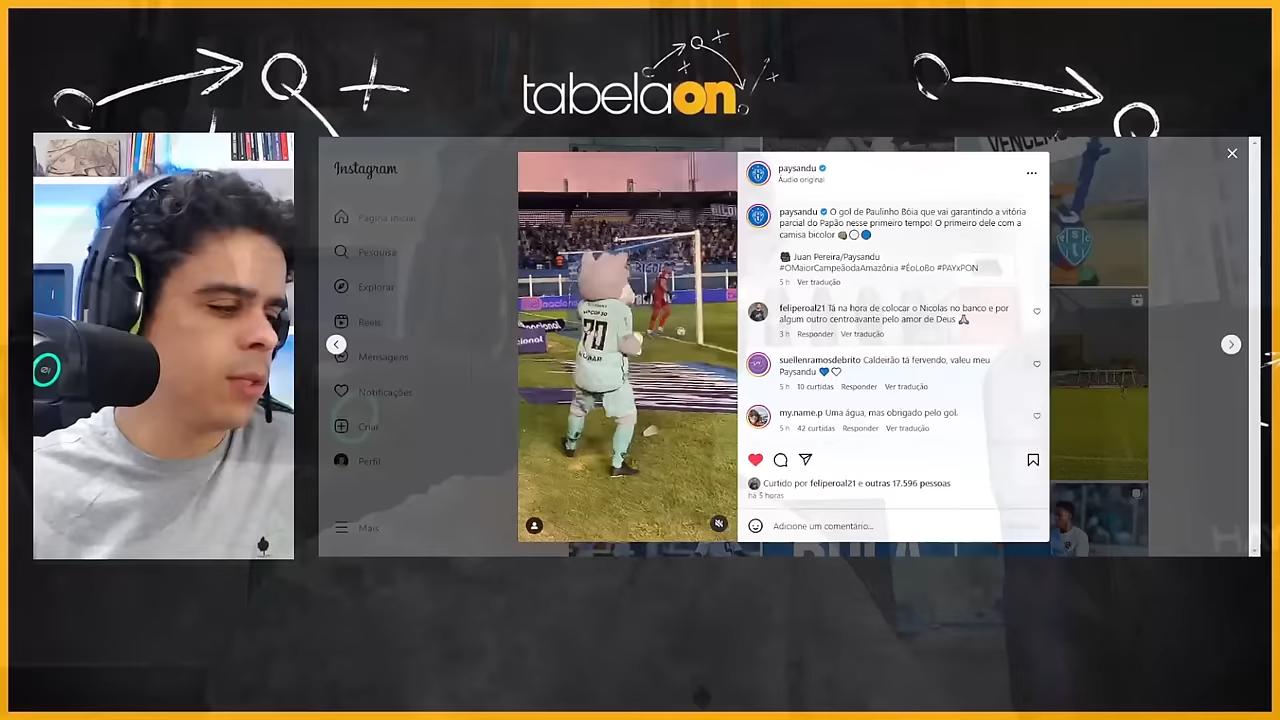 tabelaon
VENCEMO
Instagram
Página inicial
Pesquisa
Explorar
Reels
Mensagens
Notificações
Criar
Perfil
Mais
20
paysandu
Áudio original
paysandu O gol de Paulinho Bóia que vai garantindo a vitória
parcial do Papão nesse primeiro tempo! O primeiro dele com a
camisa bicolor
Juan Pereira/Paysandu
#OMaiorCampeãodaAmazônia #ÉoLoBo #PAYxPON
5 h Ver tradução
feliperoal21 Tá na hora de colocar o Nicolas no banco e por
algum outro centroavante pelo amor de Deus
3 h Responder Ver tradução
suellenramosdebrito Caldeirão tá fervendo, valeu meu
Paysandu
5 h 10 curtidas Responder Ver tradução
my.name.p Uma água, mas obrigado pelo gol.
5 h 42 curtidas Responder Ver tradução
Curtido por feliperoal21 e outras 17.596 pessoas
há 5 horas
Adicione um comentário...